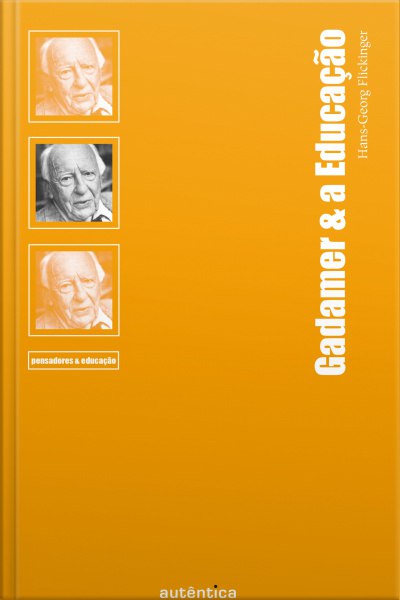 Gadamer & a Educação
Hans-Georg Flickinger
pensadores & educação
autêntica